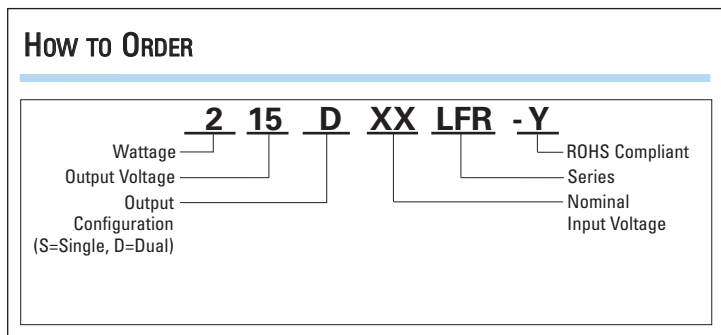 HOW TO ORDER
2 15 D XX LFR -Y
Wattage
Output Voltage
Output
Configuration
(S=Single, D=Dual)
ROHS Compliant
Series
Nominal
Input Voltage